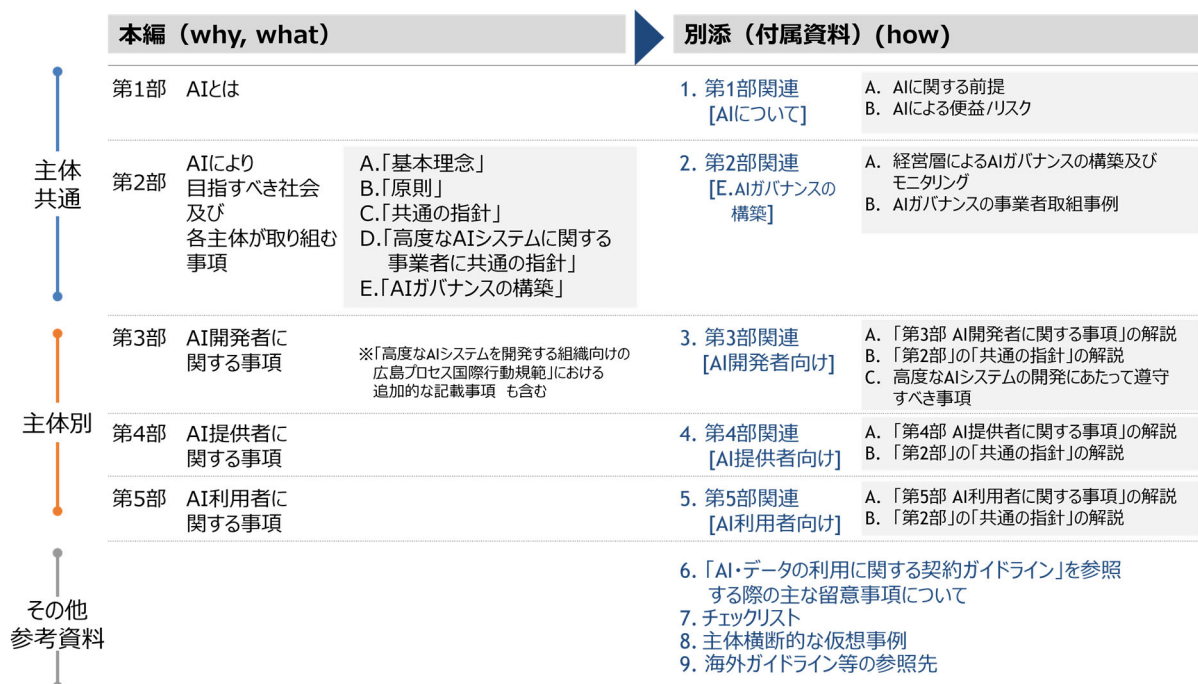 本編（why, what）
別添（付属資料）(how)
主体
共通
第1部 AIとは
1. 第1部関連
[AIについて]
A. AIに関する前提
B. AIによる便益/リスク
第2部 AIにより
目指すべき社会
及び
各主体が取り組む
事項
A.「基本理念」
B.「原則」
C.「共通の指針」
D.「高度なAIシステムに関する
事業者に共通の指針」
E.「AIガバナンスの構築」
2. 第2部関連
[E.AIガバナンスの
構築]
A. 経営層によるAIガバナンスの構築及び
モニタリング
B. AIガバナンスの事業者取組事例
主体別
第3部 AI開発者に
関する事項
※「高度なAIシステムを開発する組織向けの
広島プロセス国際行動規範」における
追加的な記載事項 も含む
3. 第3部関連
[AI開発者向け]
A. 「第3部 AI開発者に関する事項」の解説
B. 「第2部」の「共通の指針」の解説
C. 高度なAIシステムの開発にあたって遵守
すべき事項
第4部 AI提供者に
関する事項
4. 第4部関連
[AI提供者向け]
A. 「第4部 AI提供者に関する事項」の解説
B. 「第2部」の「共通の指針」の解説
第5部 AI利用者に
関する事項
5. 第5部関連
[AI利用者向け]
A. 「第5部 AI利用者に関する事項」の解説
B. 「第2部」の「共通の指針」の解説
その他
参考資料
6. 「AI・データの利用に関する契約ガイドライン」を参照
する際の主な留意事項について
7. チェックリスト
8. 主体横断的な仮想事例
9. 海外ガイドライン等の参照先